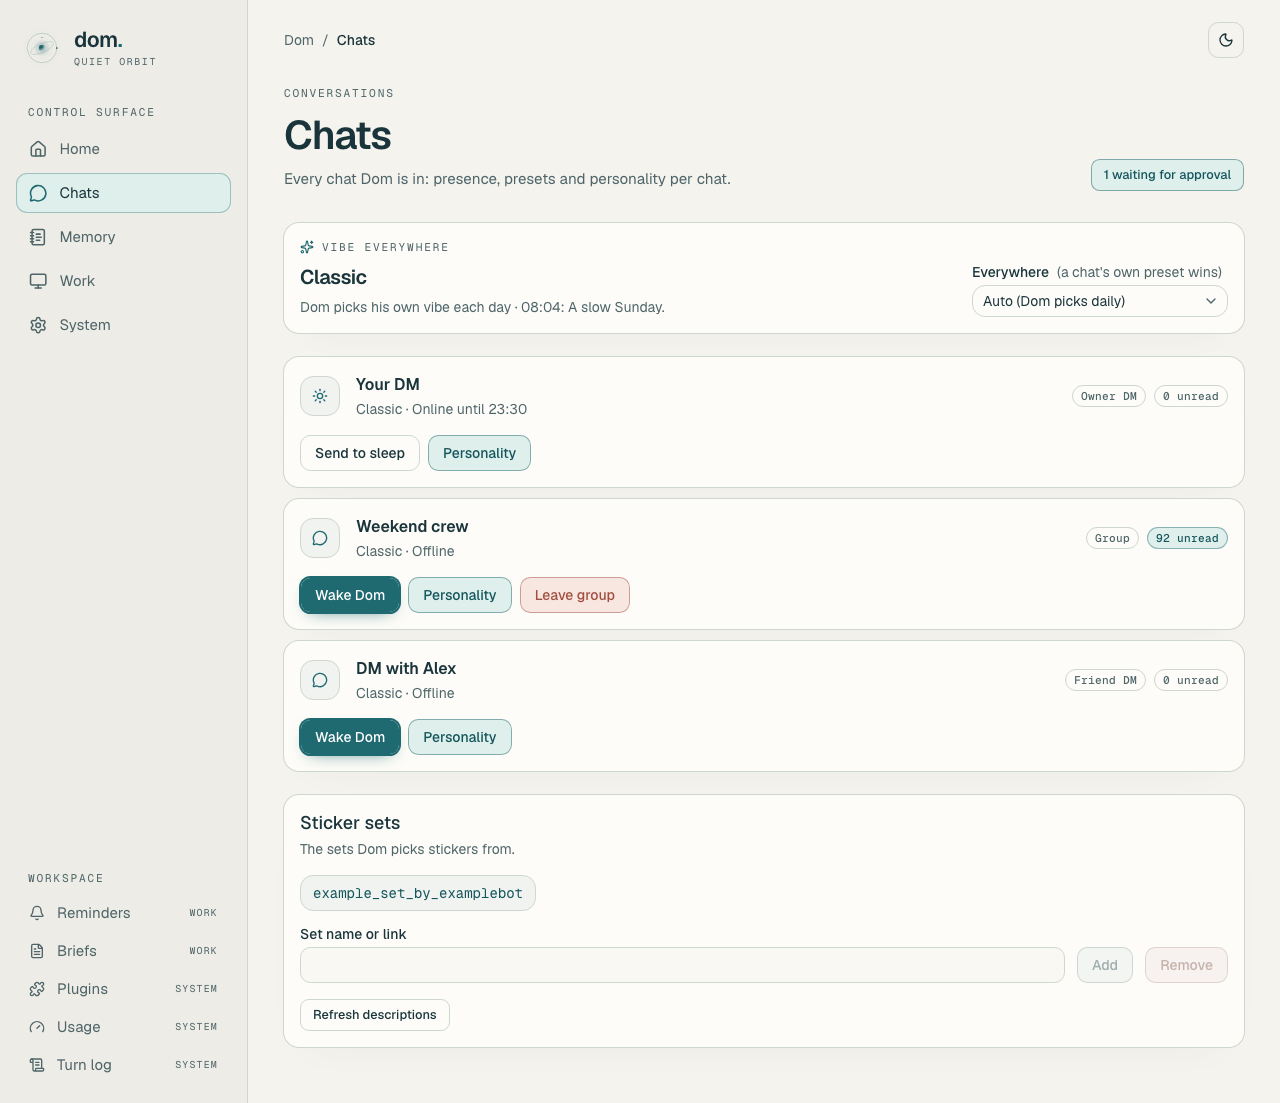 dom.
QUIET ORBIT
CONTROL SURFACE
Home
Chats
Memory
Work
System
WORKSPACE
Reminders WORK
Briefs WORK
Plugins SYSTEM
Usage SYSTEM
Turn log SYSTEM
Dom / Chats
CONVERSATIONS
Chats
Every chat Dom is in: presence, presets and personality per chat.
1 waiting for approval
VIBE EVERYWHERE
Classic
Dom picks his own vibe each day · 08:04: A slow Sunday.
Everywhere (a chat's own preset wins)
Auto (Dom picks daily)
Your DM
Classic · Online until 23:30
Owner DM 0 unread
Send to sleep Personality
Weekend crew
Classic · Offline
Group 92 unread
Wake Dom Personality Leave group
DM with Alex
Classic · Offline
Friend DM 0 unread
Wake Dom Personality
Sticker sets
The sets Dom picks stickers from.
example_set_by_examplebot
Set name or link
Add Remove
Refresh descriptions